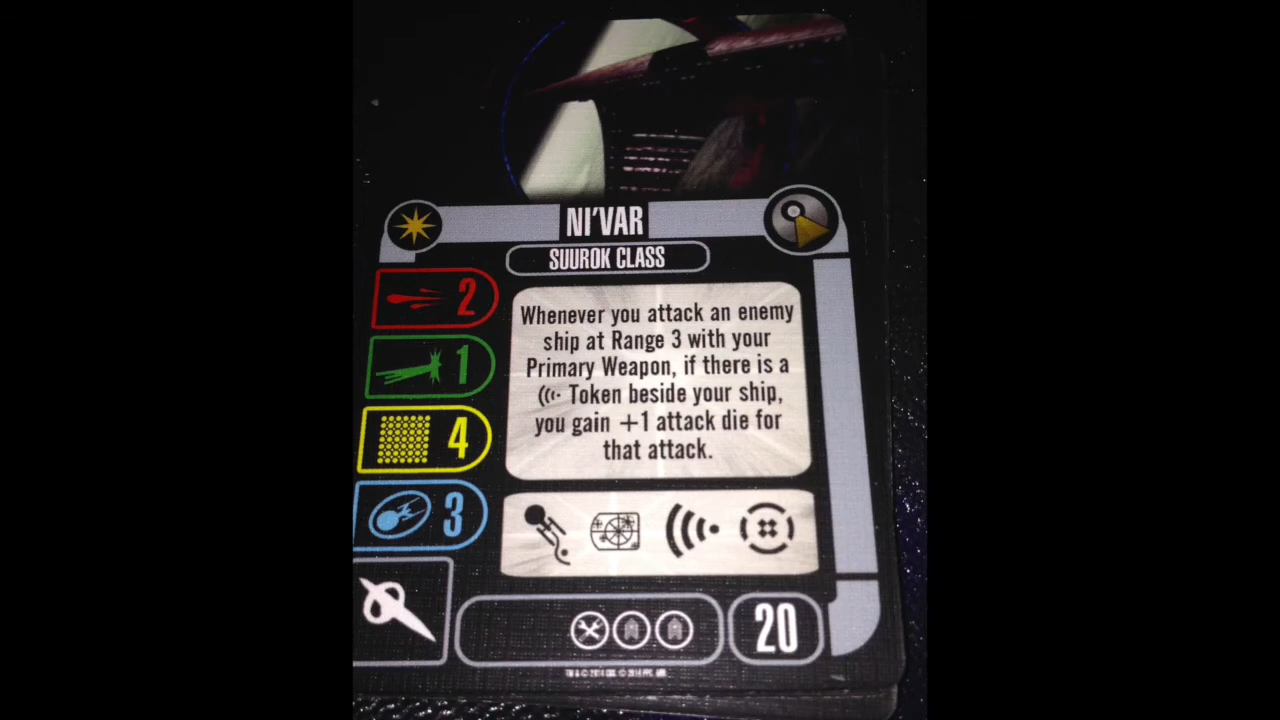 NI'VAR
SUUROK CLASS
2
1
4
3
Whenever you attack an enemy
ship at Range 3 with your
Primary Weapon, if there is a
Token beside your ship,
you gain +1 attack die for
that attack.
20